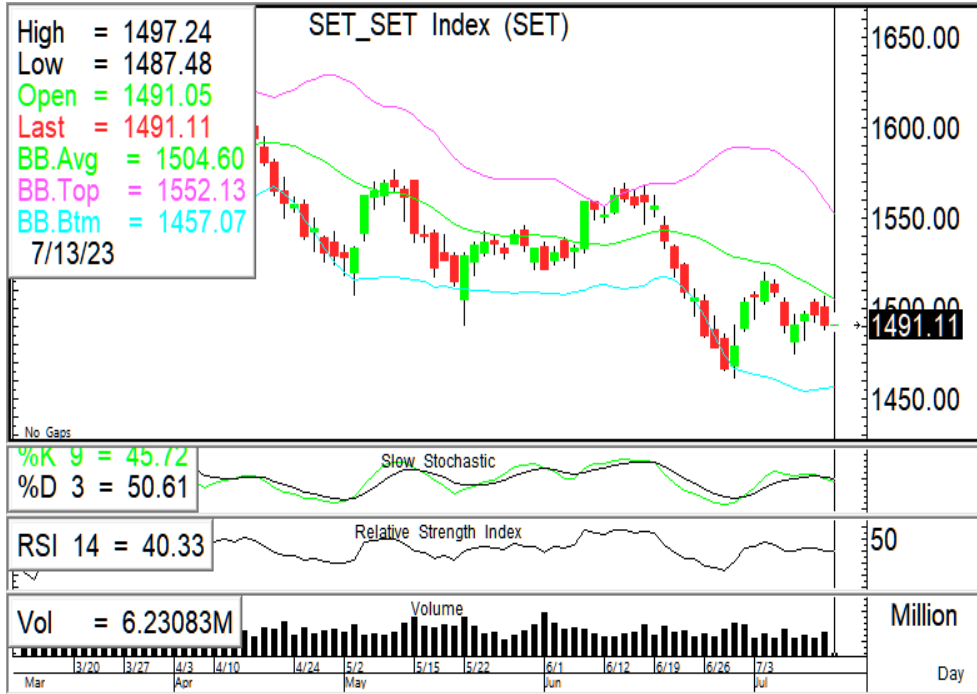 SET_SET Index (SET)
High = 1497.24
Low = 1487.48
Open = 1491.05
Last = 1491.11
BB.Avg = 1504.60
BB.Top = 1552.13
BB.Btm = 1457.07
7/13/23
1650.00
1600.00
1550.00
1500.00
1491.11
1450.00
No Gaps
%K 9 = 45.72
%D 3 = 50.61
Slow Stochastic
RSI 14 = 40.33
Relative Strength Index
50
Vol = 6.23083M
Volume
Million
3/20 3/27 4/3 4/10 4/24 5/2 5/15 5/22 6/1 6/12 6/19 6/26 7/3
Mar Apr May Jun Jul
Day